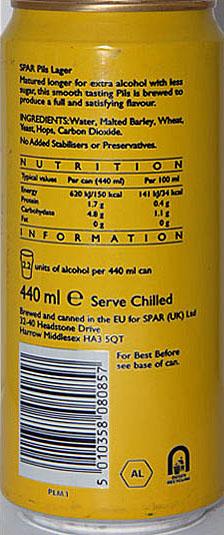 SPAR Pils Lager
Matured longer for extra alcohol with less
sugar, this smooth tasting Pils is brewed to
produce a full and satisfying flavour.
INGREDIENTS: Water, Malted Barley, Wheat,
Yeast, Hops, Carbon Dioxide.
No Added Stabilisers or Preservatives.
NUTRITION
Typical values Per can (440 ml) Per 100 ml
Energy 620 kJ/150 kcal 141 kJ/34 kcal
Protein 1.7 g 0.4 g
Carbohydrate 4.8 g 1.1 g
Fat 0 g 0 g
INFORMATION
2.2 units of alcohol per 440 ml can
440 ml e Serve Chilled
Brewed and canned in the EU for SPAR (UK) Ltd
32-40 Headstone Drive
Harrow Middlesex HA3 5QT
For Best Before
see base of can.
5 010358 080857
AL
PLM1